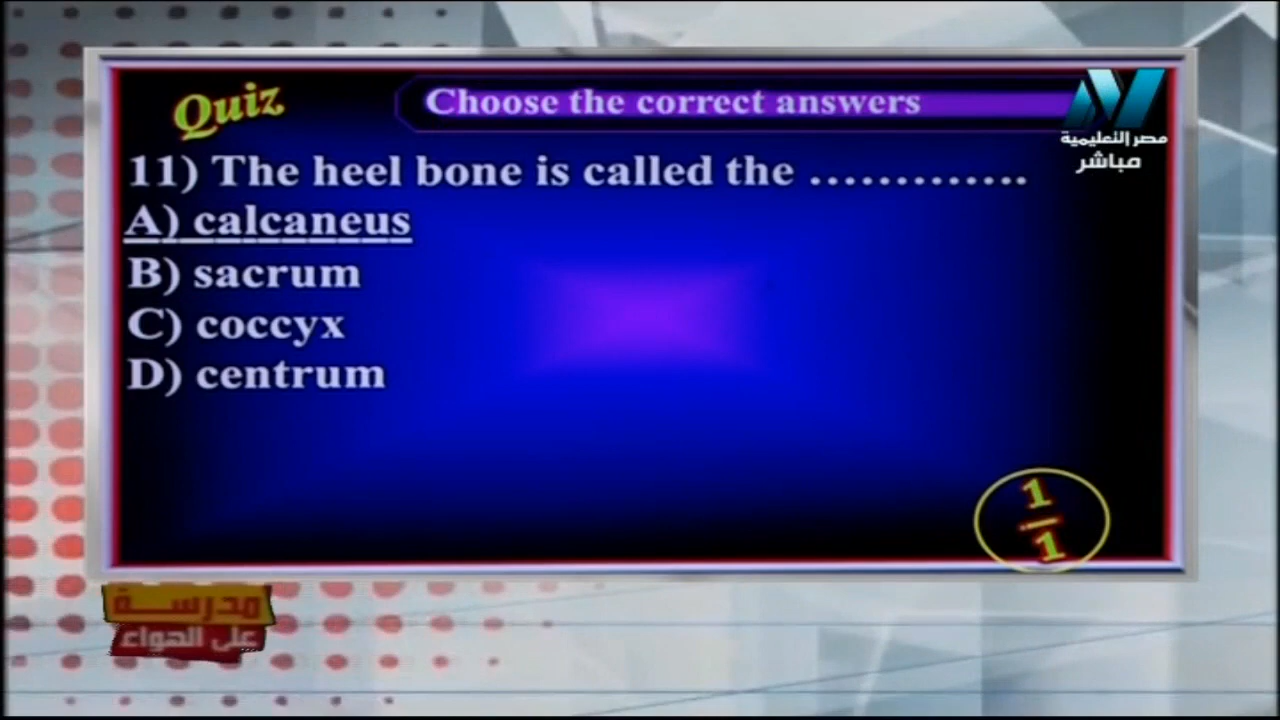 Quiz
Choose the correct answers
مصر التعليمية
مباشر
11) The heel bone is called the .............
A) calcaneus
B) sacrum
C) coccyx
D) centrum
1
1
مدرسة
على الهواء